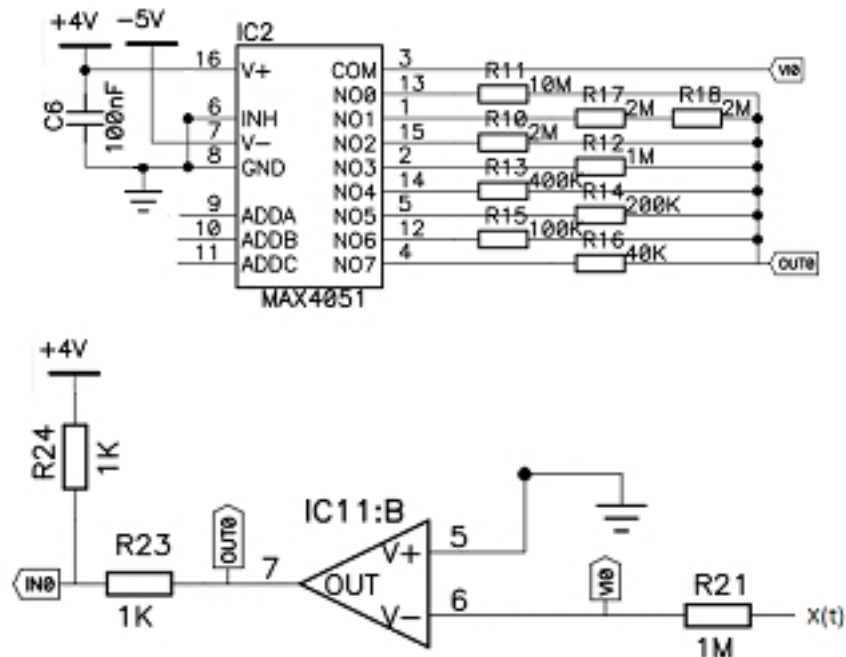 +4V -5V
IC2
16 V+ COM 3 VI0
NO0 13 R11 10M
6 INH NO1 1 R17 2M R18 2M
C6 100nF
7 V- NO2 15 R10 2M
8 GND NO3 2 R12 1M
NO4 14 R13 400K
9 ADDA NO5 5 R14 200K
10 ADDB NO6 12 R15 100K
11 ADDC NO7 4 R16 40K OUT0
MAX4051
+4V
R24 1K
IC11:B
R23 OUT0 7 OUT V+ 5
IN0 1K V- 6 VI0 R21 X(t)
1M